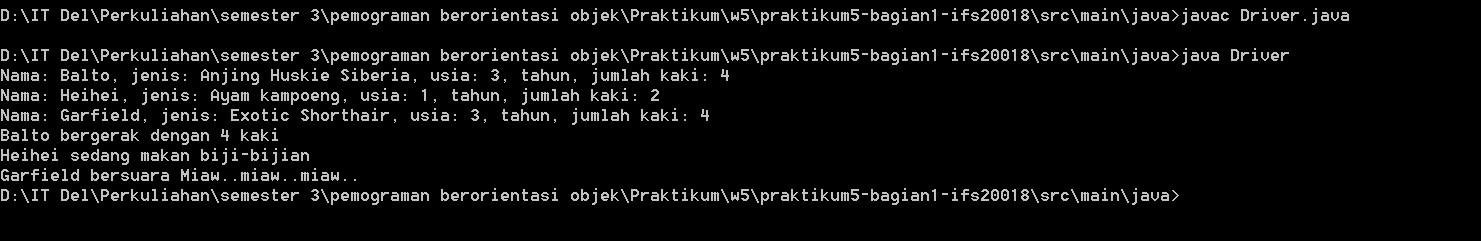 D:\IT Del\Perkuliahan\semester 3\pemograman berorientasi objek\Praktikum\w5\praktikum5-bagian1-ifs20018\src\main\java>javac Driver.java
D:\IT Del\Perkuliahan\semester 3\pemograman berorientasi objek\Praktikum\w5\praktikum5-bagian1-ifs20018\src\main\java>java Driver
Nama: Balto, jenis: Anjing Huskie Siberia, usia: 3, tahun, jumlah kaki: 4
Nama: Heihei, jenis: Ayam kampoeng, usia: 1, tahun, jumlah kaki: 2
Nama: Garfield, jenis: Exotic Shorthair, usia: 3, tahun, jumlah kaki: 4
Balto bergerak dengan 4 kaki
Heihei sedang makan biji-bijian
Garfield bersuara Miaw..miaw..miaw..
D:\IT Del\Perkuliahan\semester 3\pemograman berorientasi objek\Praktikum\w5\praktikum5-bagian1-ifs20018\src\main\java>